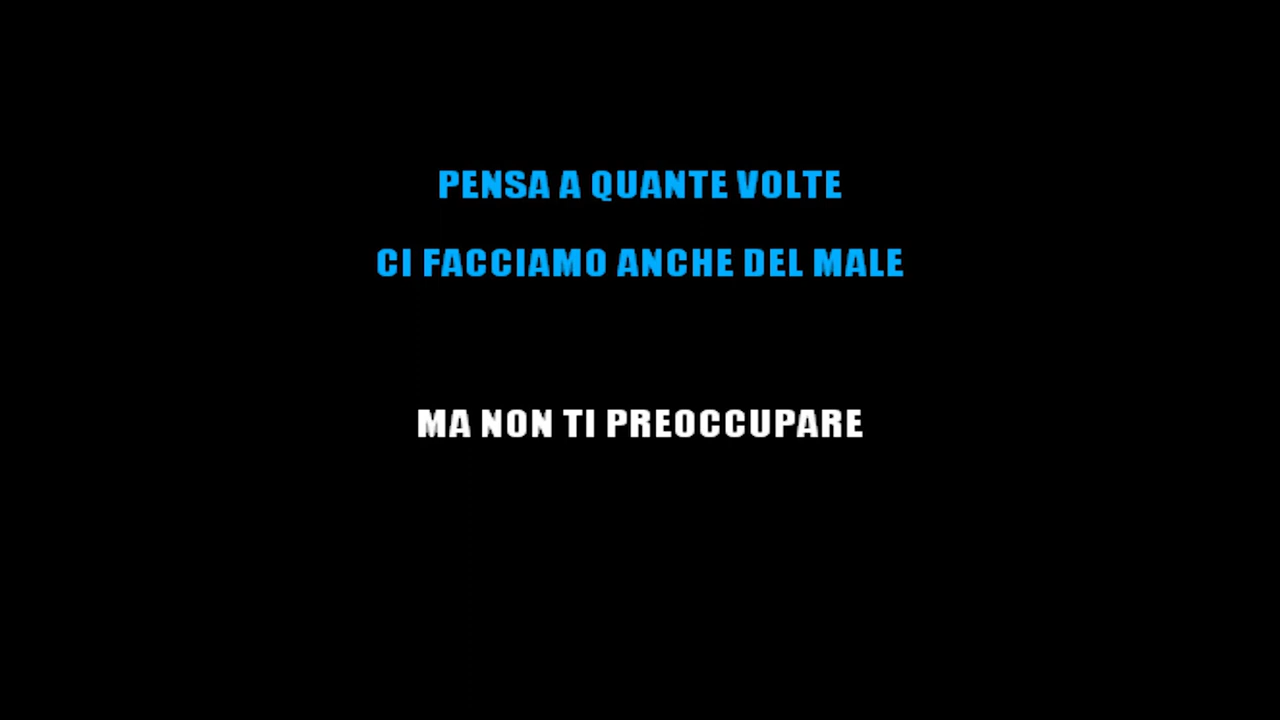 PENSA A QUANTE VOLTE
CI FACCIAMO ANCHE DEL MALE
MA NON TI PREOCCUPARE